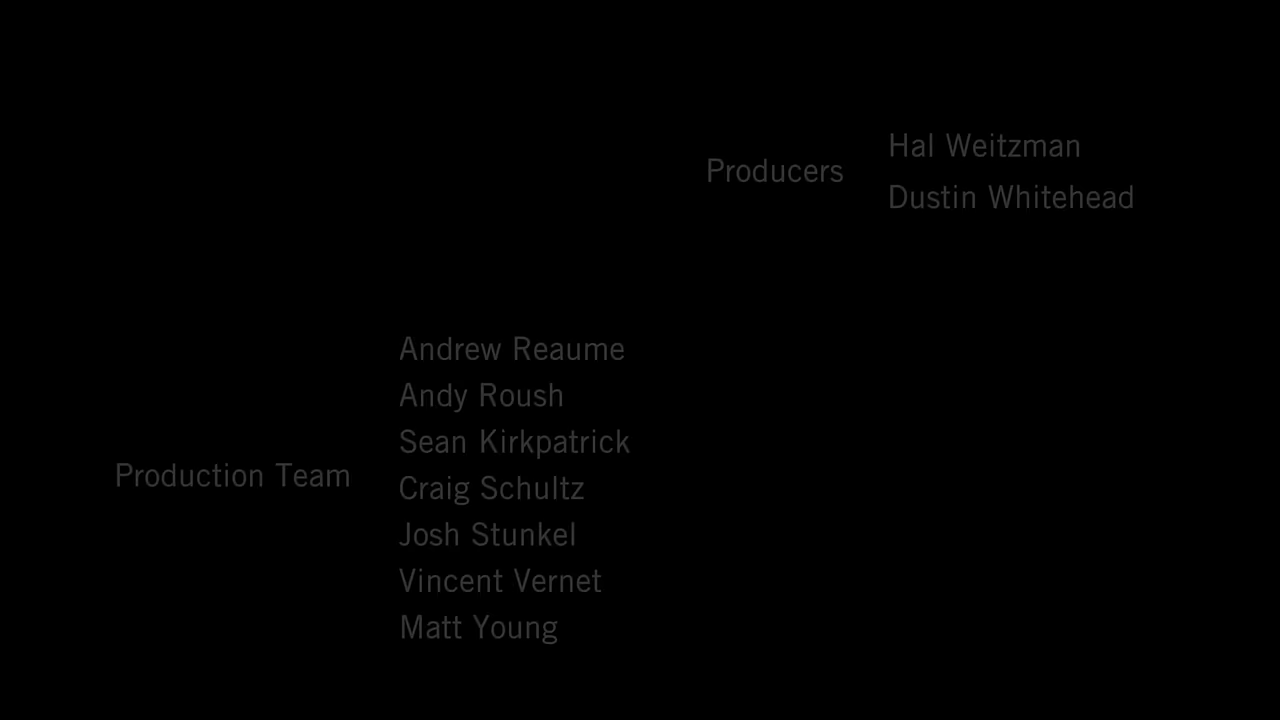 Producers
Hal Weitzman
Dustin Whitehead
Production Team
Andrew Reaume
Andy Roush
Sean Kirkpatrick
Craig Schultz
Josh Stunkel
Vincent Vernet
Matt Young